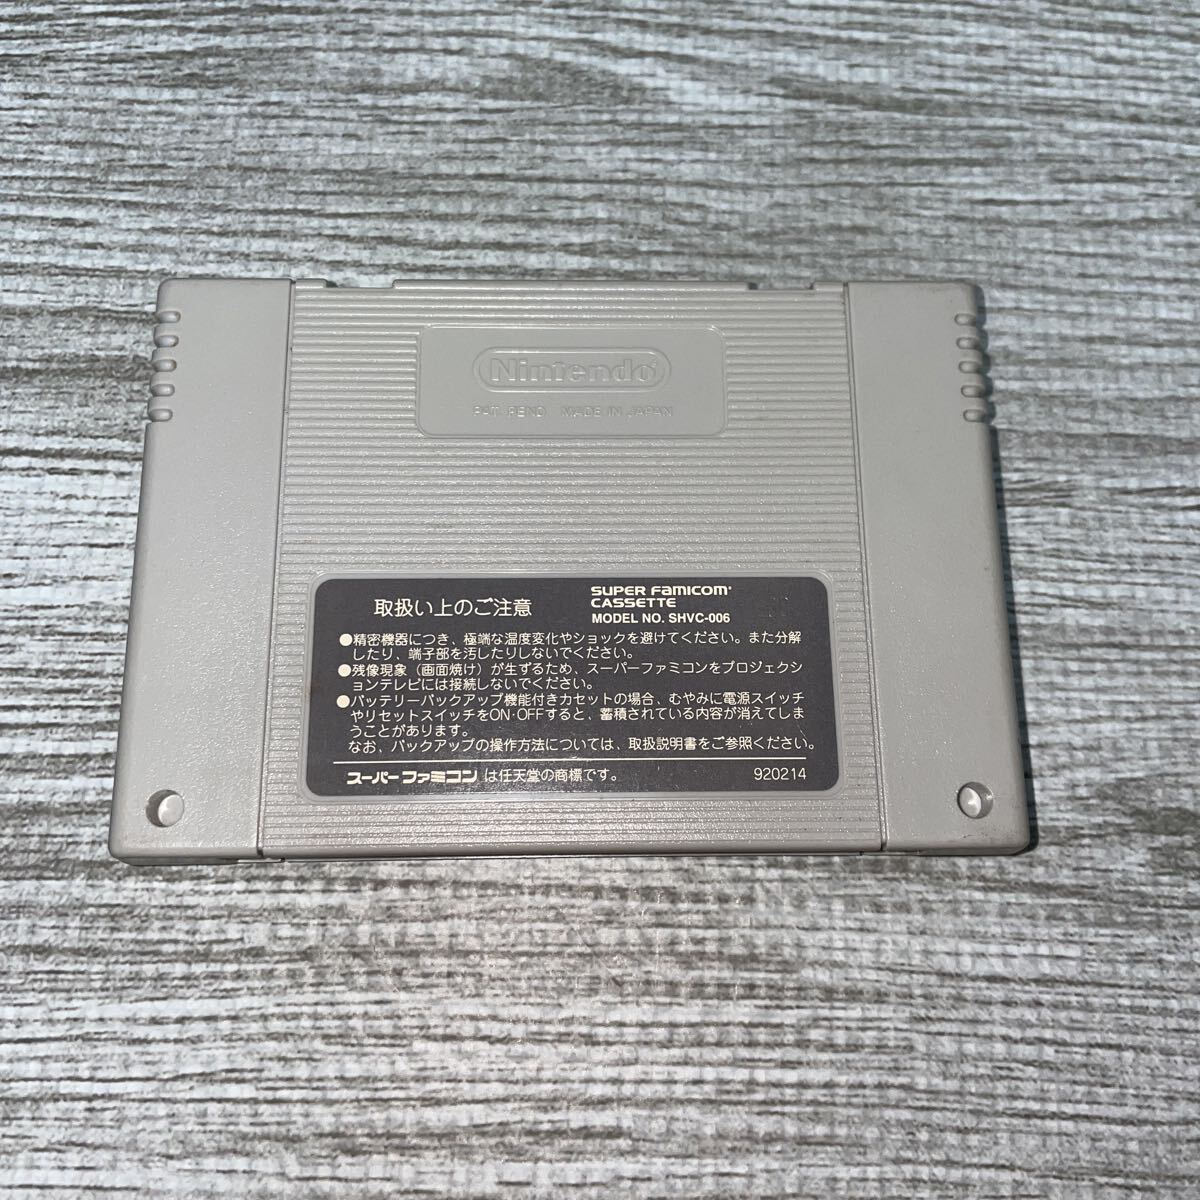 Nintendo
PAT. PEND. MADE IN JAPAN
取扱い上のご注意
SUPER FAMICOM
CASSETTE
MODEL NO. SHVC-006
●精密機器につき、極端な温度変化やショックを避けてください。また分解
したり、端子部を汚したりしないでください。
●残像現象（画面焼け）が生ずるため、スーパーファミコンをプロジェクシ
ョンテレビには接続しないでください。
●バッテリーバックアップ機能付きカセットの場合、むやみに電源スイッチ
やリセットスイッチをON·OFFすると、蓄積されている内容が消えてしま
うことがあります。
なお、バックアップの操作方法については、取扱説明書をご参照ください。
スーパーファミコンは任天堂の商標です。
920214